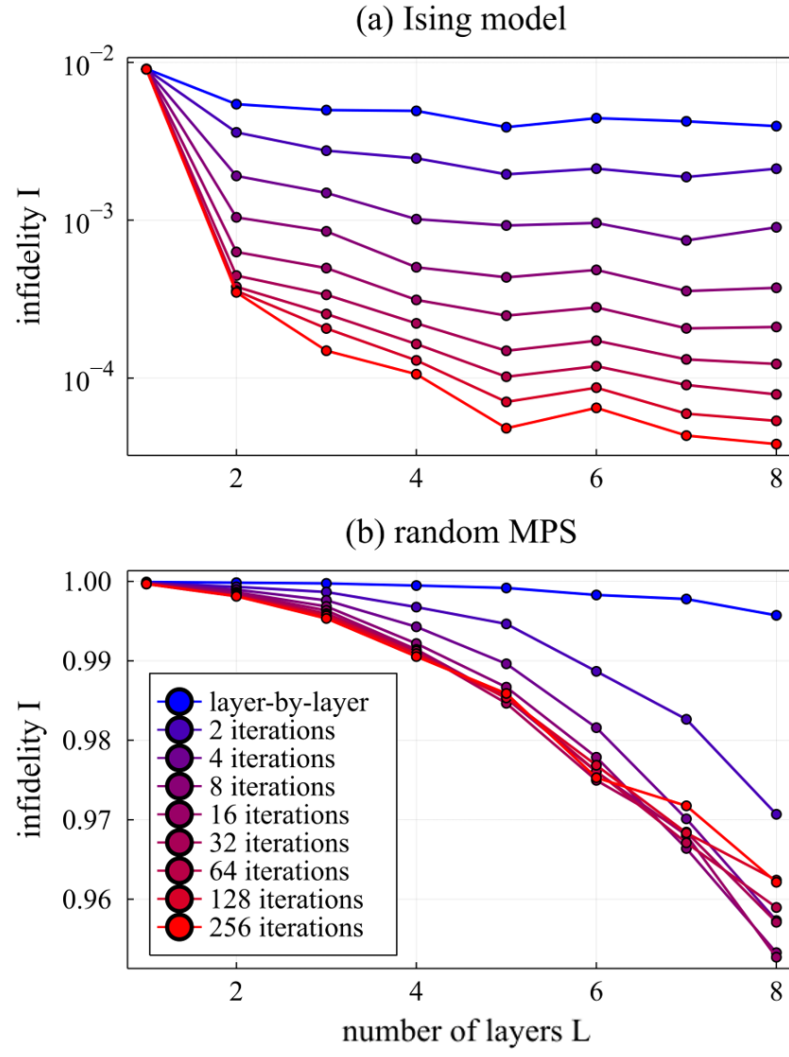 (a) Ising model
10⁻²
10⁻³
10⁻⁴
infidelity I
2 4 6 8
(b) random MPS
1.00
0.99
0.98
0.97
0.96
infidelity I
layer-by-layer
2 iterations
4 iterations
8 iterations
16 iterations
32 iterations
64 iterations
128 iterations
256 iterations
2 4 6 8
number of layers L